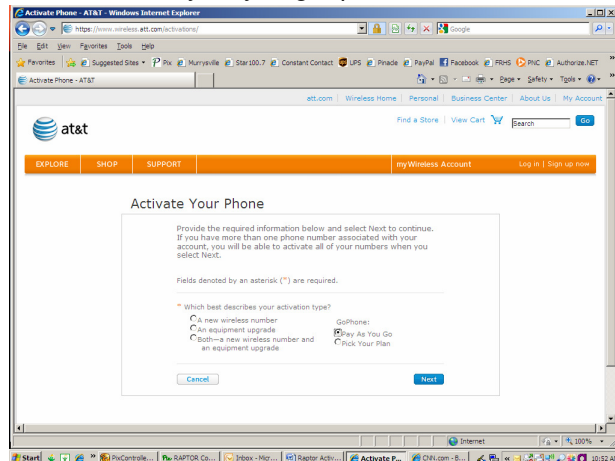 Activate Phone - AT&T - Windows Internet Explorer
https://www.wireless.att.com/activations/
Google
File Edit View Favorites Tools Help
Favorites Suggested Sites P Pix Murrysville Star100.7 Constant Contact UPS Pinade PayPal Facebook FRHS PNC Authorize.NET
Activate Phone - AT&T
Page Safety Tools
att.com Wireless Home Personal Business Center About Us My Account
at&t
Find a Store View Cart Search Go
EXPLORE SHOP SUPPORT myWireless Account Log in | Sign up now
Activate Your Phone
Provide the required information below and select Next to continue.
If you have more than one phone number associated with your
account, you will be able to activate all of your numbers when you
select Next.
Fields denoted by an asterisk (*) are required.
* Which best describes your activation type?
A new wireless number
An equipment upgrade
Both—a new wireless number and
an equipment upgrade
GoPhone:
Pay As You Go
Pick Your Plan
Cancel Next
Internet 100%
Start PixControlle... RAPTOR Co... Inbox - Micr... Raptor Activ... Activate P... CNN.com - B... 10:52